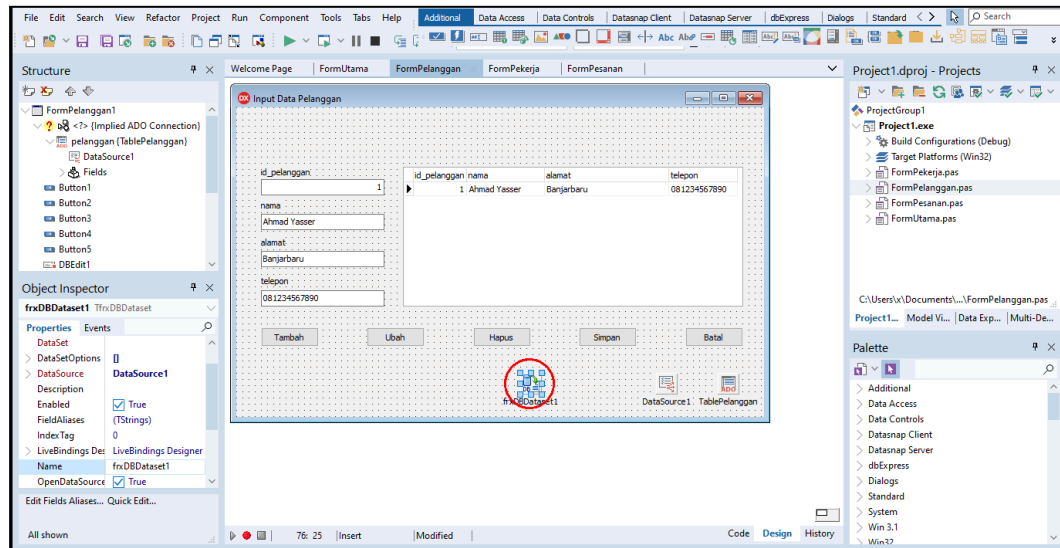 File Edit Search View Refactor Project Run Component Tools Tabs Help Additional Data Access Data Controls Datasnap Client Datasnap Server dbExpress Dialogs Standard Search
Structure
FormPelanggan1
<?> {Implied ADO Connection}
pelanggan {TablePelanggan}
DataSource1
Fields
Button1
Button2
Button3
Button4
Button5
DBEdit1
Object Inspector
frxDBDataset1 TfrxDBDataset
Properties Events
DataSet
DataSetOptions []
DataSource DataSource1
Description
Enabled True
FieldAliases (TStrings)
IndexTag 0
LiveBindings Des LiveBindings Designer
Name frxDBDataset1
OpenDataSource True
Edit Fields Aliases... Quick Edit...
All shown
Welcome Page FormUtama FormPelanggan FormPekerja FormPesanan
Input Data Pelanggan
id_pelanggan
1
nama
Ahmad Yasser
alamat
Banjarbaru
telepon
081234567890
id_pelanggan nama alamat telepon
1 Ahmad Yasser Banjarbaru 081234567890
Tambah Ubah Hapus Simpan Batal
frxDBDataset1 DataSource1 TablePelanggan
76: 25 Insert Modified Code Design History
Project1.dproj - Projects
ProjectGroup1
Project1.exe
Build Configurations (Debug)
Target Platforms (Win32)
FormPekerja.pas
FormPelanggan.pas
FormPesanan.pas
FormUtama.pas
C:\Users\x\Documents\...\FormPelanggan.pas
Project1... Model Vi... Data Exp... Multi-De...
Palette
Additional
Data Access
Data Controls
Datasnap Client
Datasnap Server
dbExpress
Dialogs
Standard
System
Win 3.1
Win32